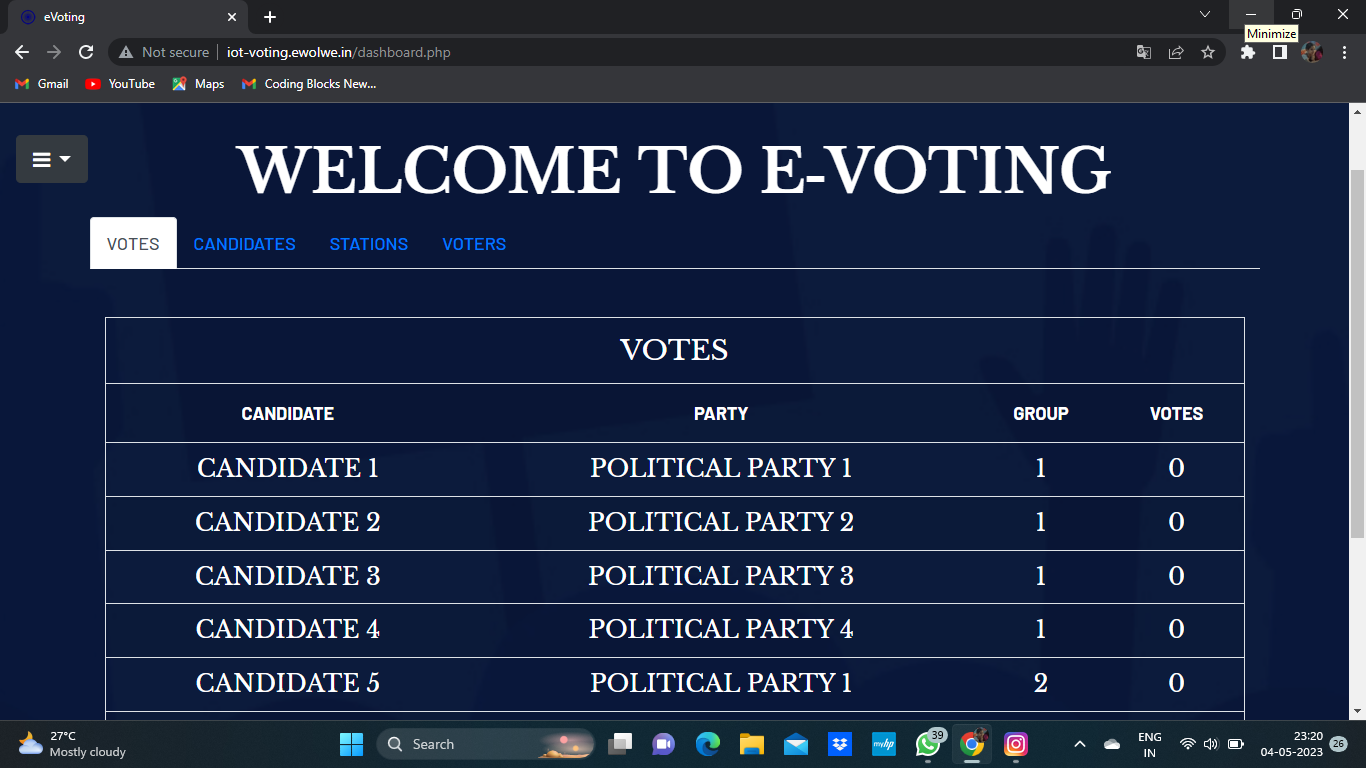 eVoting
Minimize
Not secure iot-voting.ewolwe.in/dashboard.php
Gmail YouTube Maps Coding Blocks New...
WELCOME TO E-VOTING
VOTES CANDIDATES STATIONS VOTERS
VOTES
CANDIDATE PARTY GROUP VOTES
CANDIDATE 1 POLITICAL PARTY 1 1 0
CANDIDATE 2 POLITICAL PARTY 2 1 0
CANDIDATE 3 POLITICAL PARTY 3 1 0
CANDIDATE 4 POLITICAL PARTY 4 1 0
CANDIDATE 5 POLITICAL PARTY 1 2 0
27°C
Mostly cloudy
Search
myhp
39
ENG
IN
23:20
04-05-2023
26